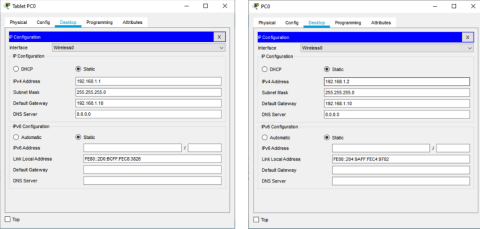 Tablet PC0
Physical Config Desktop Programming Attributes
IP Configuration X
Interface Wireless0
IP Configuration
DHCP Static
IPv4 Address 192.168.1.1
Subnet Mask 255.255.255.0
Default Gateway 192.168.1.10
DNS Server 0.0.0.0
IPv6 Configuration
Automatic Static
IPv6 Address /
Link Local Address FE80::2D0:BCFF:FEC8:3826
Default Gateway
DNS Server
Top
PC0
Physical Config Desktop Programming Attributes
IP Configuration X
Interface Wireless0
IP Configuration
DHCP Static
IPv4 Address 192.168.1.2
Subnet Mask 255.255.255.0
Default Gateway 192.168.1.10
DNS Server 0.0.0.0
IPv6 Configuration
Automatic Static
IPv6 Address /
Link Local Address FE80::204:9AFF:FEC4:9702
Default Gateway
DNS Server
Top